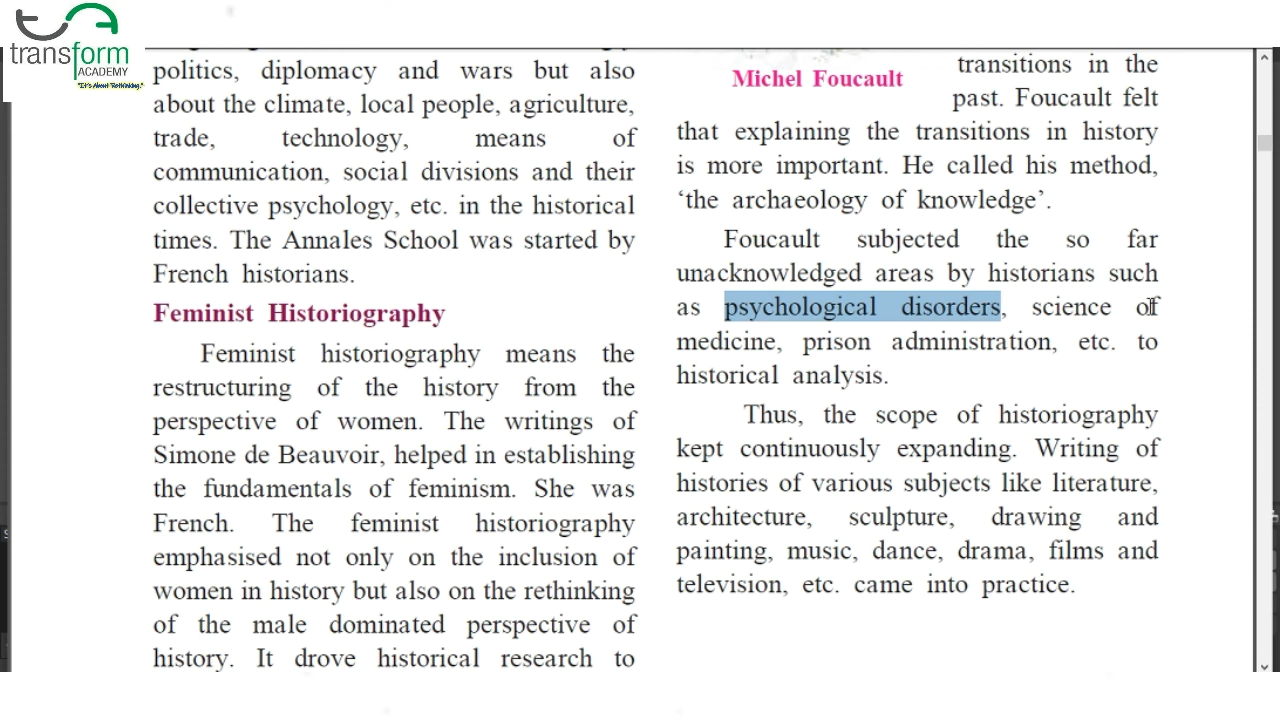 transform
ACADEMY
"It's About Rethinking."
politics, diplomacy and wars but also
about the climate, local people, agriculture,
trade, technology, means of
communication, social divisions and their
collective psychology, etc. in the historical
times. The Annales School was started by
French historians.
Feminist Historiography
Feminist historiography means the
restructuring of the history from the
perspective of women. The writings of
Simone de Beauvoir, helped in establishing
the fundamentals of feminism. She was
French. The feminist historiography
emphasised not only on the inclusion of
women in history but also on the rethinking
of the male dominated perspective of
history. It drove historical research to
Michel Foucault
transitions in the
past. Foucault felt
that explaining the transitions in history
is more important. He called his method,
‘the archaeology of knowledge’.
Foucault subjected the so far
unacknowledged areas by historians such
as psychological disorders, science of
medicine, prison administration, etc. to
historical analysis.
Thus, the scope of historiography
kept continuously expanding. Writing of
histories of various subjects like literature,
architecture, sculpture, drawing and
painting, music, dance, drama, films and
television, etc. came into practice.